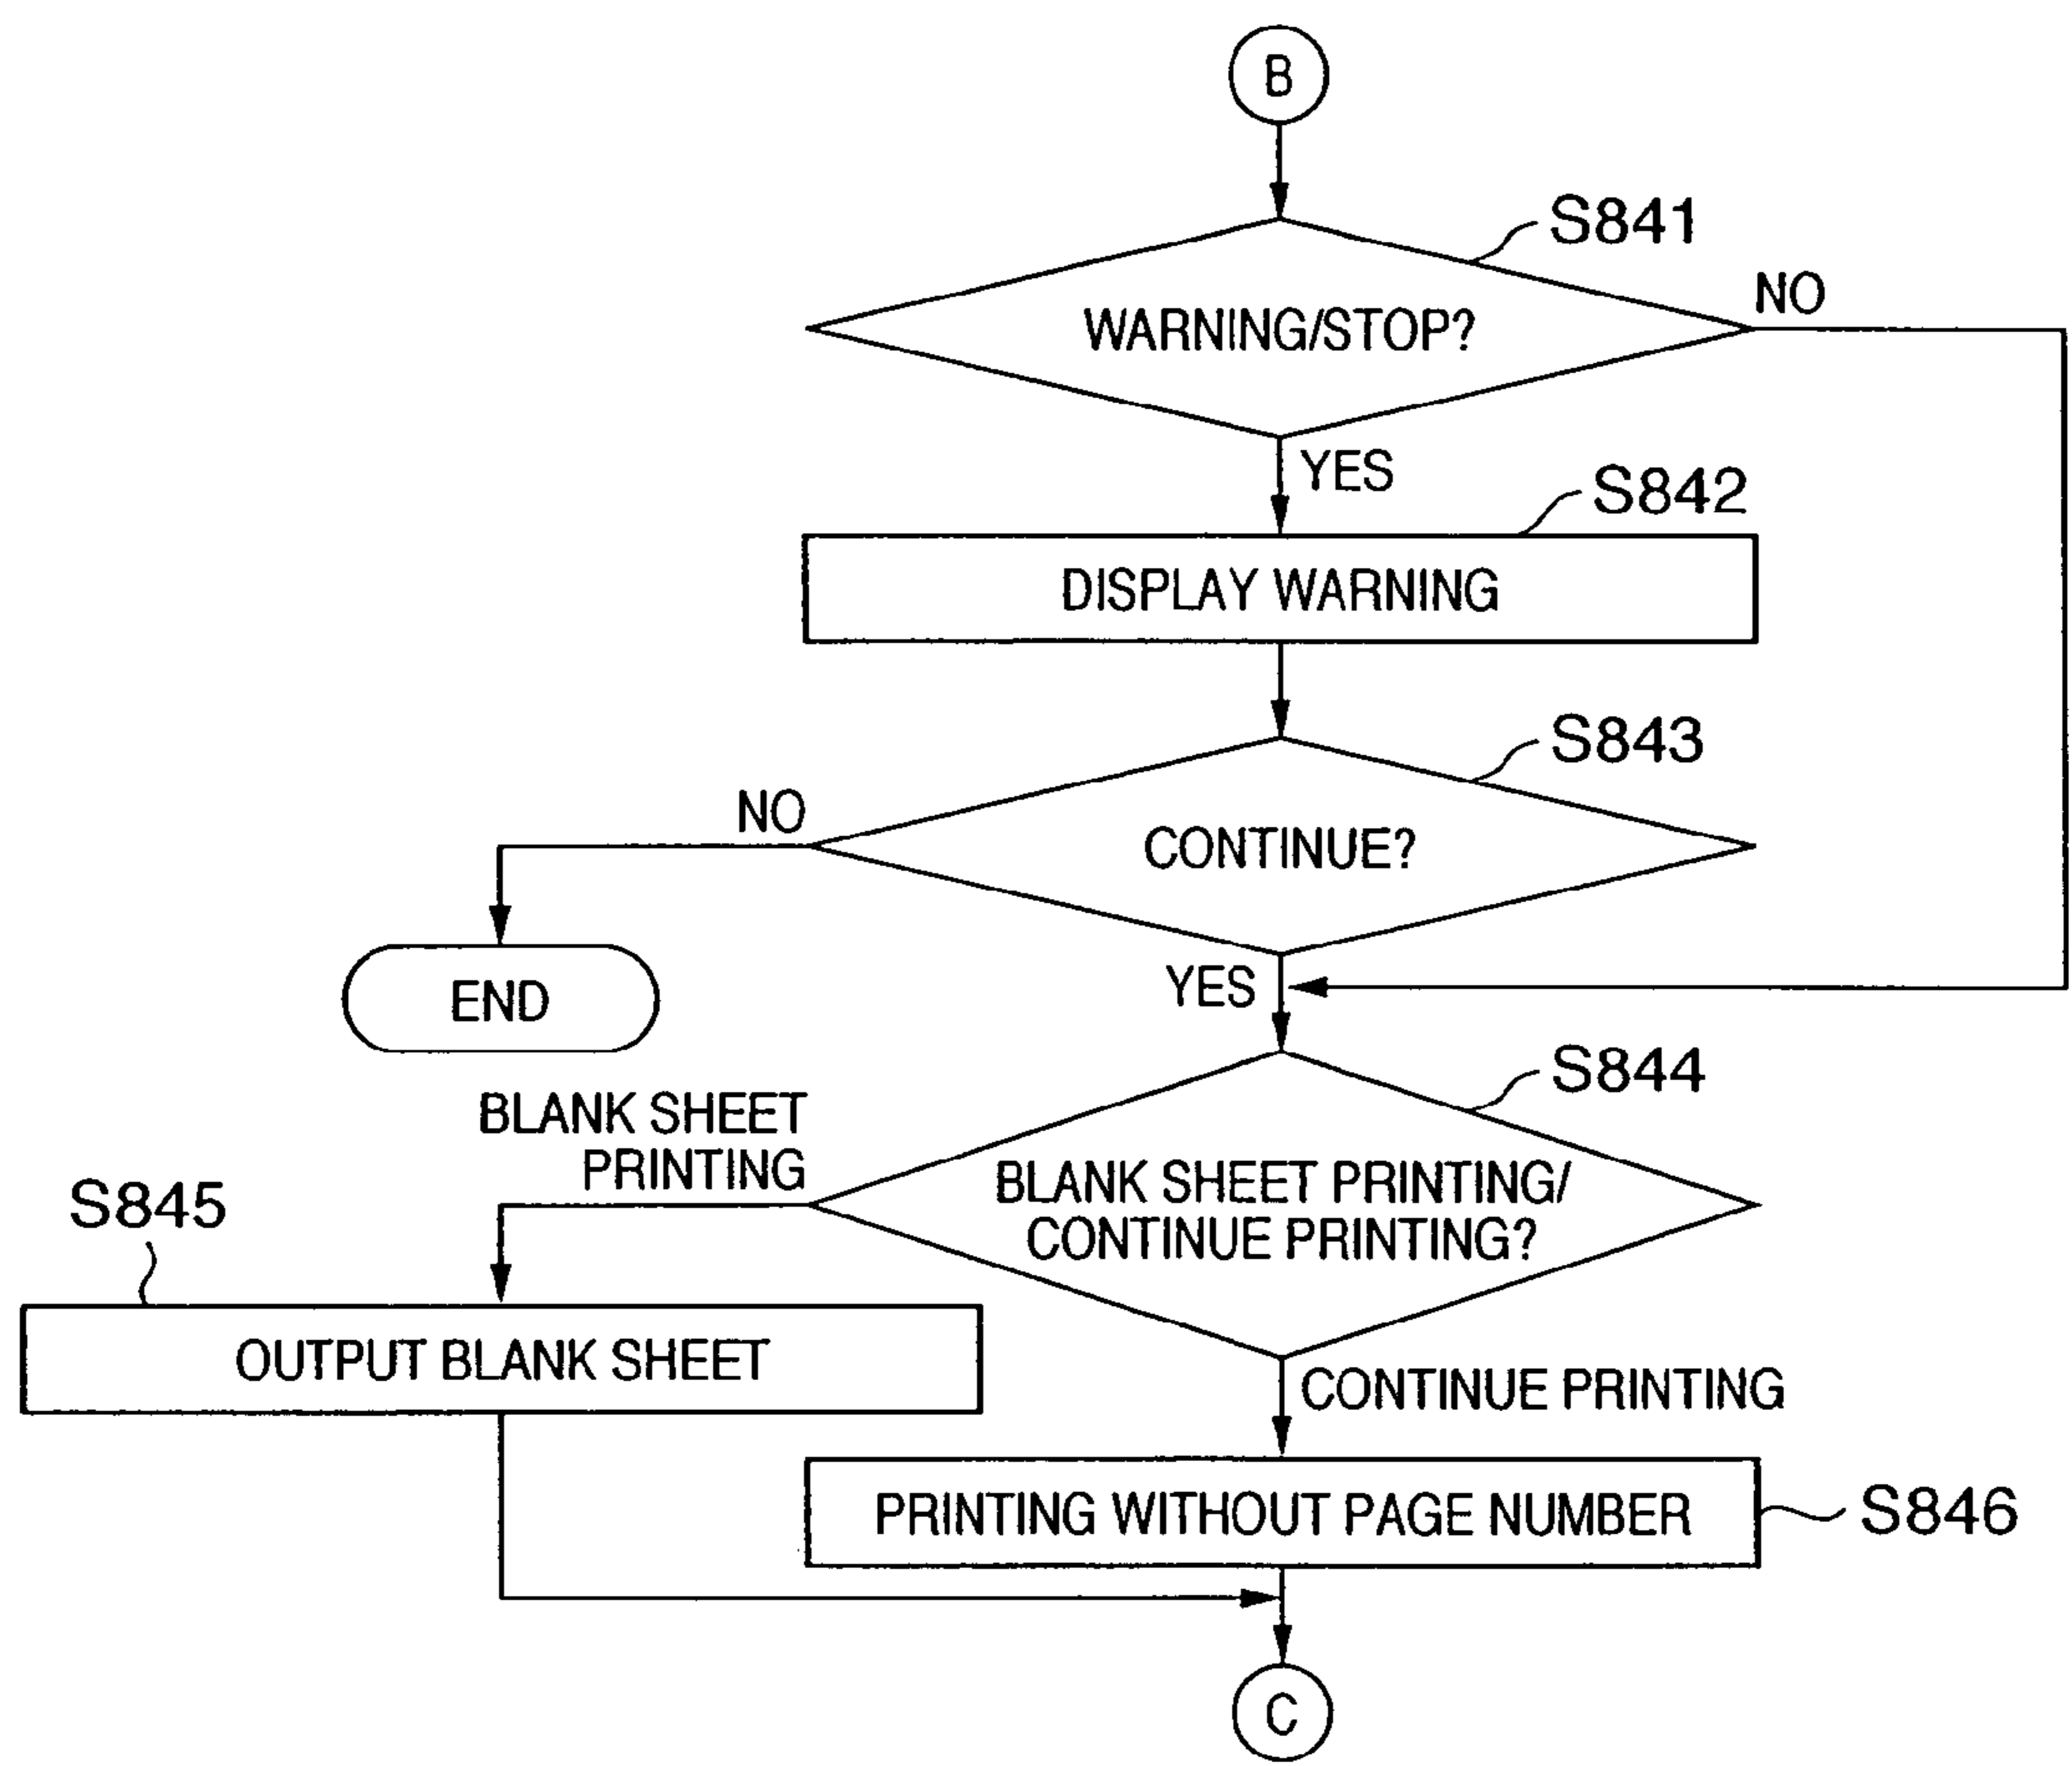 B
S841
WARNING/STOP?
NO
YES
S842
DISPLAY WARNING
S843
NO
CONTINUE?
END
YES
S844
BLANK SHEET
PRINTING
BLANK SHEET PRINTING/
CONTINUE PRINTING?
S845
OUTPUT BLANK SHEET
CONTINUE PRINTING
PRINTING WITHOUT PAGE NUMBER
S846
C